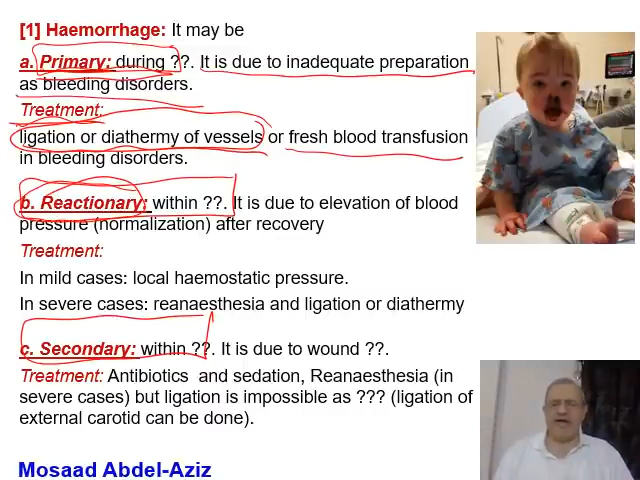 [1] Haemorrhage: It may be
a. Primary: during ??. It is due to inadequate preparation
as bleeding disorders.
Treatment:
ligation or diathermy of vessels or fresh blood transfusion
in bleeding disorders.
b. Reactionary: within ??. It is due to elevation of blood
pressure (normalization) after recovery
Treatment:
In mild cases: local haemostatic pressure.
In severe cases: reanaesthesia and ligation or diathermy
c. Secondary: within ??. It is due to wound ??.
Treatment: Antibiotics and sedation, Reanaesthesia (in
severe cases) but ligation is impossible as ??? (ligation of
external carotid can be done).
Mosaad Abdel-Aziz